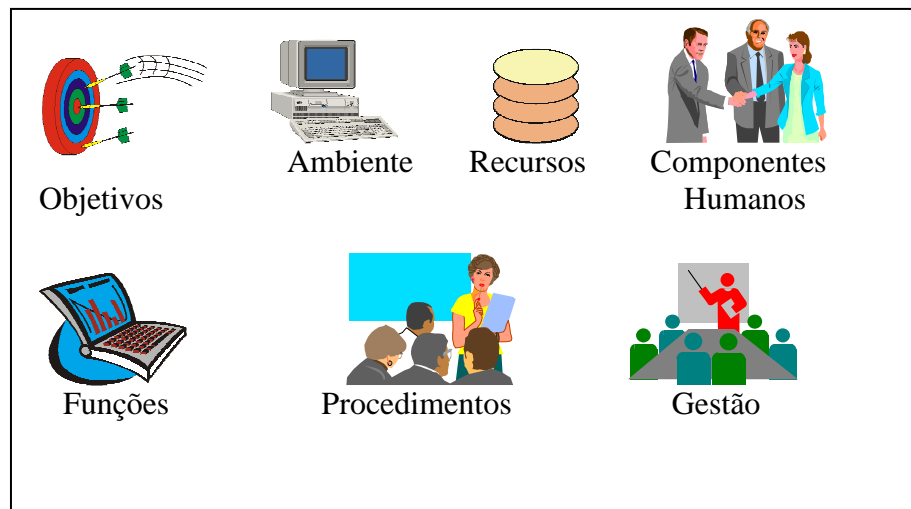 Ambiente
Recursos
Componentes
Humanos
Objetivos
Funções
Procedimentos
Gestão